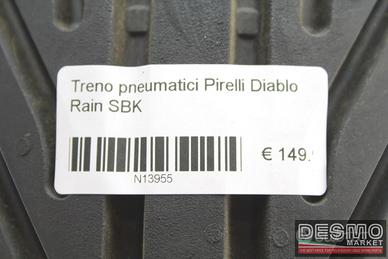 Treno pneumatici Pirelli Diablo
Rain SBK
€ 149.
N13955
DESMO
MARKET